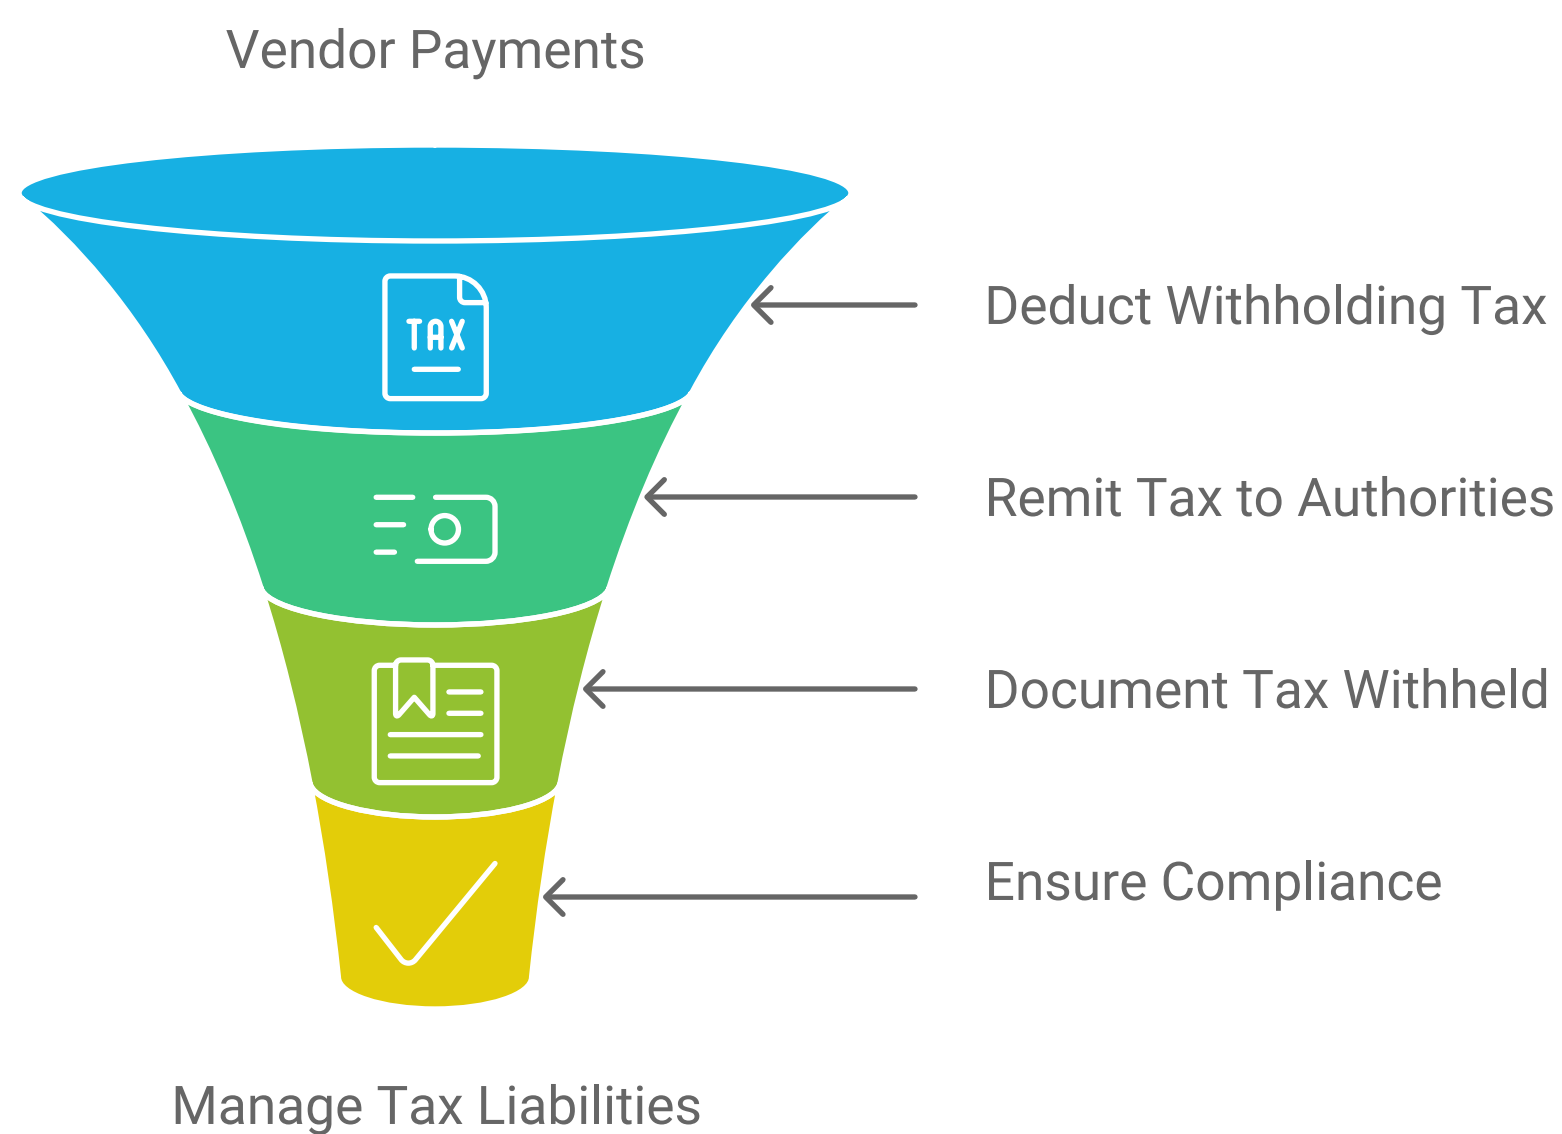 Vendor Payments
TAX
Deduct Withholding Tax
Remit Tax to Authorities
Document Tax Withheld
Ensure Compliance
Manage Tax Liabilities